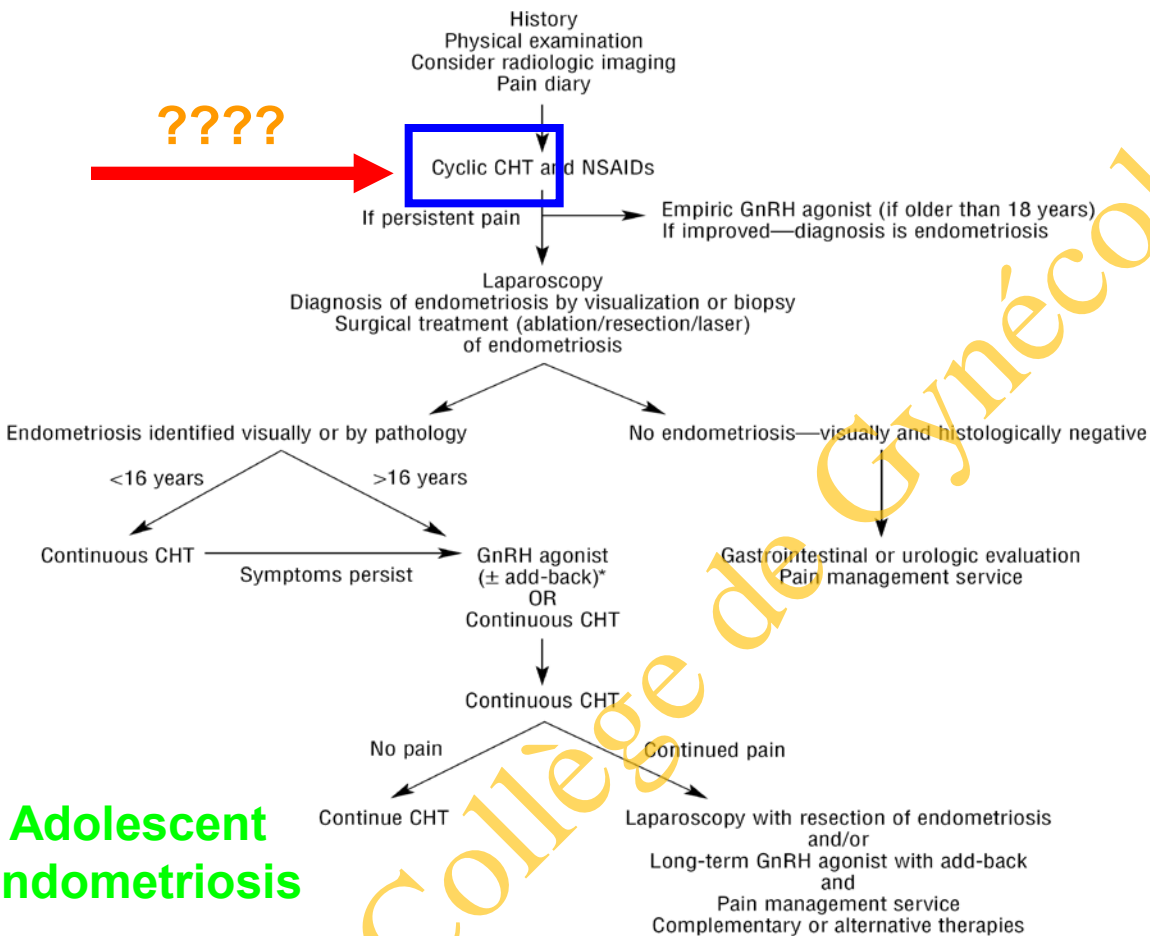 History
Physical examination
Consider radiologic imaging
Pain diary
????
Cyclic CHT and NSAIDs
If persistent pain
Empiric GnRH agonist (if older than 18 years)
If improved—diagnosis is endometriosis
Laparoscopy
Diagnosis of endometriosis by visualization or biopsy
Surgical treatment (ablation/resection/laser)
of endometriosis
Endometriosis identified visually or by pathology
No endometriosis—visually and histologically negative
<16 years
>16 years
Continuous CHT
Symptoms persist
GnRH agonist
(± add-back)*
OR
Continuous CHT
Gastrointestinal or urologic evaluation
Pain management service
Continuous CHT
No pain
Continued pain
Continue CHT
Laparoscopy with resection of endometriosis
and/or
Long-term GnRH agonist with add-back
and
Pain management service
Complementary or alternative therapies
Adolescent
ndometriosis
Collège de Gynécol